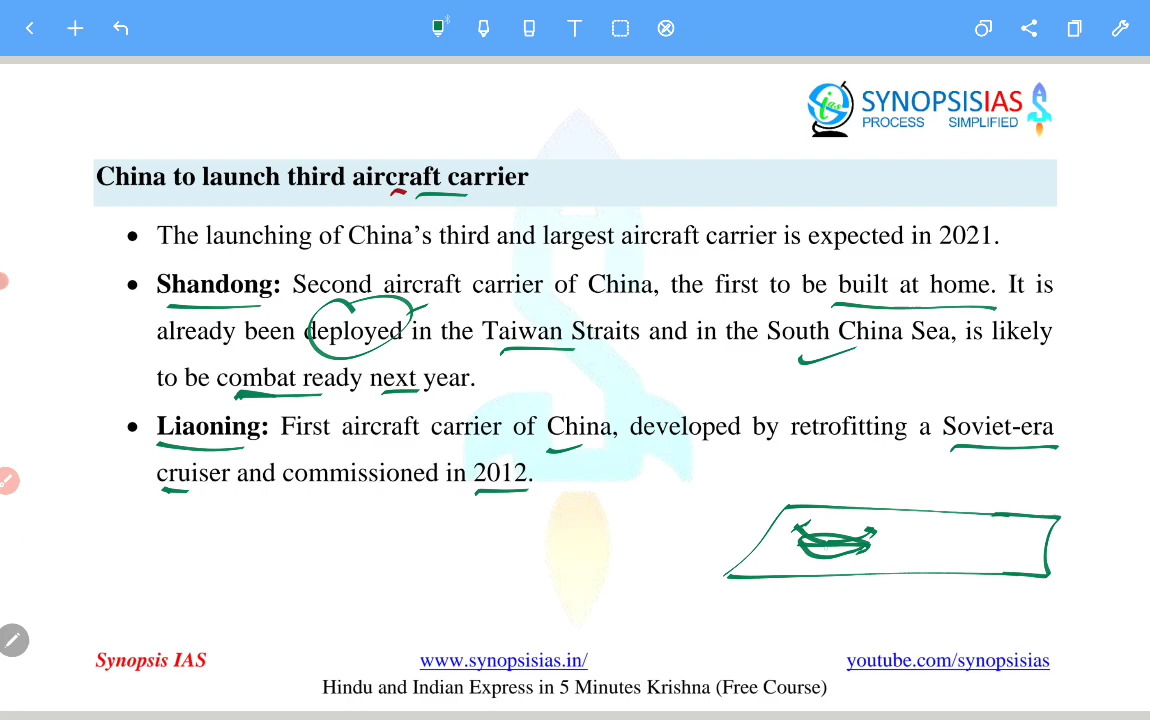 SYNOPSISIAS
PROCESS SIMPLIFIED
China to launch third aircraft carrier
• The launching of China’s third and largest aircraft carrier is expected in 2021.
• Shandong: Second aircraft carrier of China, the first to be built at home. It is
already been deployed in the Taiwan Straits and in the South China Sea, is likely
to be combat ready next year.
• Liaoning: First aircraft carrier of China, developed by retrofitting a Soviet-era
cruiser and commissioned in 2012.
Synopsis IAS www.synopsisias.in/ youtube.com/synopsisias
Hindu and Indian Express in 5 Minutes Krishna (Free Course)